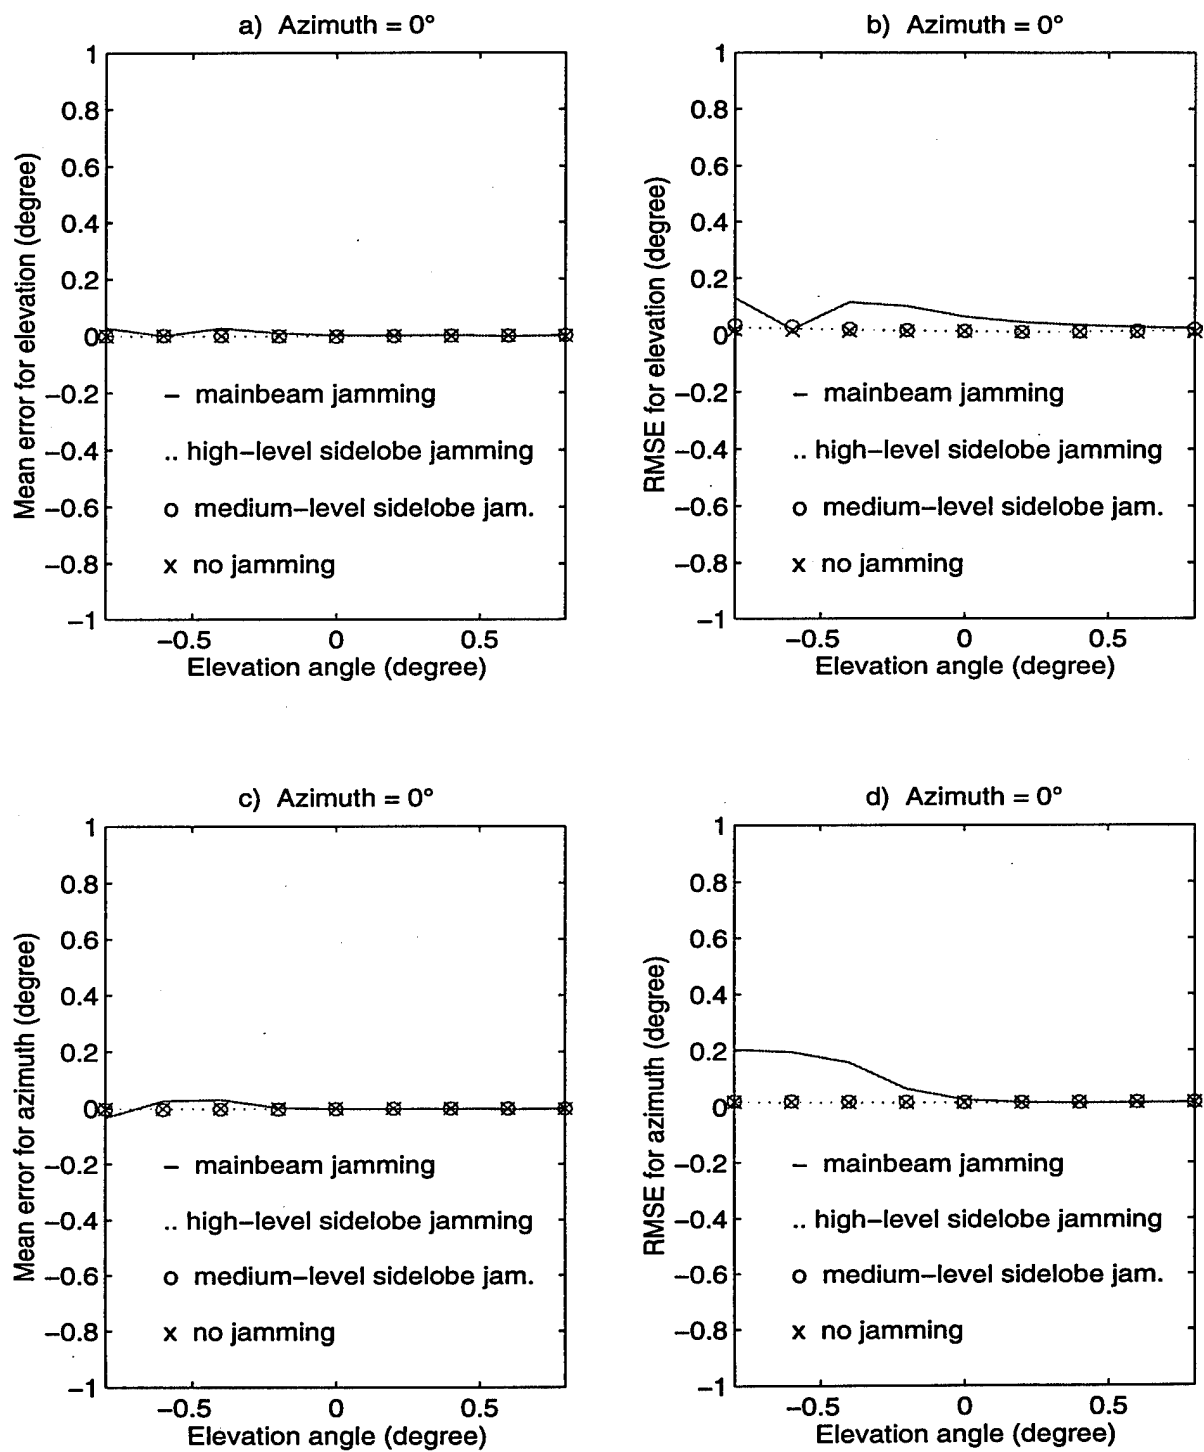 a) Azimuth = 0°
1
0.8
0.6
0.4
0.2
0
−0.2
−0.4
−0.6
−0.8
−1
Mean error for elevation (degree)
– mainbeam jamming
.. high−level sidelobe jamming
o medium−level sidelobe jam.
x no jamming
−0.5 0 0.5
Elevation angle (degree)
b) Azimuth = 0°
1
0.8
0.6
0.4
0.2
0
−0.2
−0.4
−0.6
−0.8
−1
RMSE for elevation (degree)
– mainbeam jamming
.. high−level sidelobe jamming
o medium−level sidelobe jam.
x no jamming
−0.5 0 0.5
Elevation angle (degree)
c) Azimuth = 0°
1
0.8
0.6
0.4
0.2
0
−0.2
−0.4
−0.6
−0.8
−1
Mean error for azimuth (degree)
– mainbeam jamming
.. high−level sidelobe jamming
o medium−level sidelobe jam.
x no jamming
−0.5 0 0.5
Elevation angle (degree)
d) Azimuth = 0°
1
0.8
0.6
0.4
0.2
0
−0.2
−0.4
−0.6
−0.8
−1
RMSE for azimuth (degree)
– mainbeam jamming
.. high−level sidelobe jamming
o medium−level sidelobe jam.
x no jamming
−0.5 0 0.5
Elevation angle (degree)